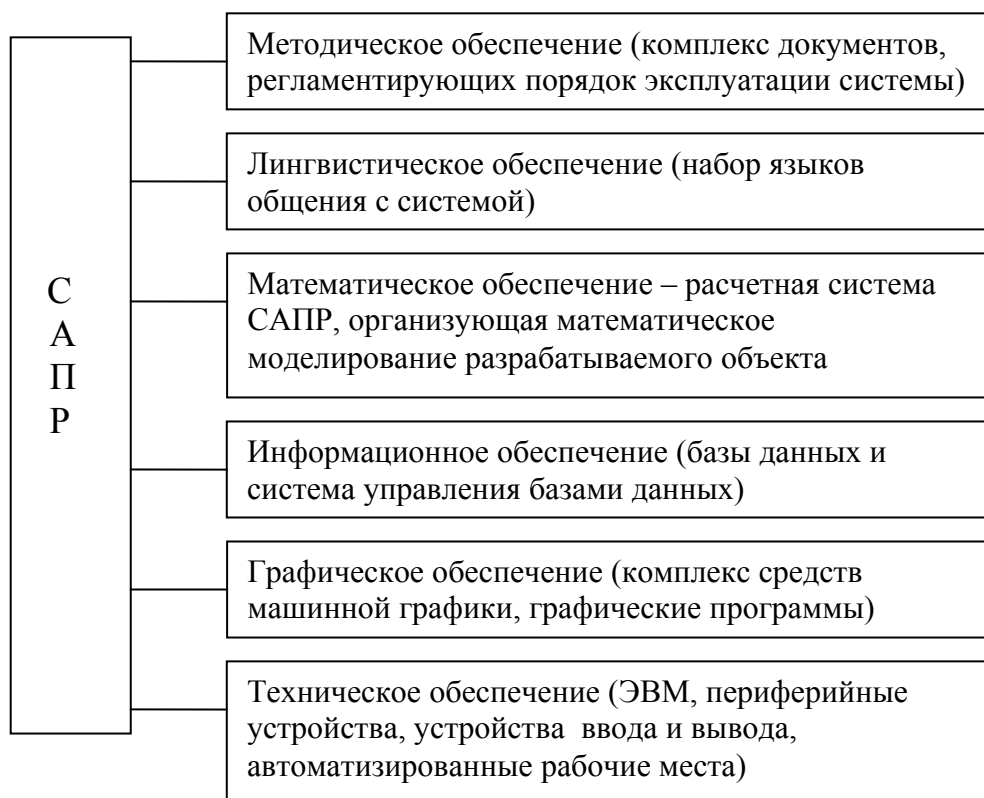 С
А
П
Р
Методическое обеспечение (комплекс документов,
регламентирующих порядок эксплуатации системы)
Лингвистическое обеспечение (набор языков
общения с системой)
Математическое обеспечение – расчетная система
САПР, организующая математическое
моделирование разрабатываемого объекта
Информационное обеспечение (базы данных и
система управления базами данных)
Графическое обеспечение (комплекс средств
машинной графики, графические программы)
Техническое обеспечение (ЭВМ, периферийные
устройства, устройства  ввода и вывода,
автоматизированные рабочие места)